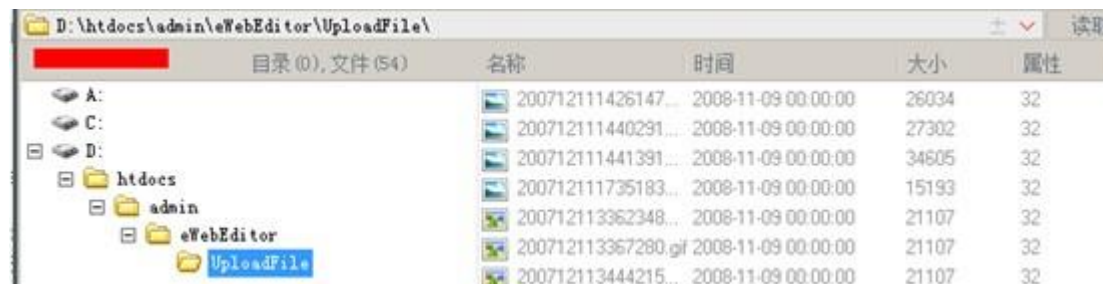 D:\htdocs\admin\eWebEditor\UploadFile\ 读取
目录(0),文件(54) 名称 时间 大小 属性
A:
C:
D:
htdocs
admin
eWebEditor
UploadFile
200712111426147... 2008-11-09 00:00:00 26034 32
200712111440291... 2008-11-09 00:00:00 27302 32
200712111441391... 2008-11-09 00:00:00 34605 32
200712111735183... 2008-11-09 00:00:00 15193 32
200712113362348... 2008-11-09 00:00:00 21107 32
200712113367280.gif 2008-11-09 00:00:00 21107 32
200712113444215... 2008-11-09 00:00:00 21107 32